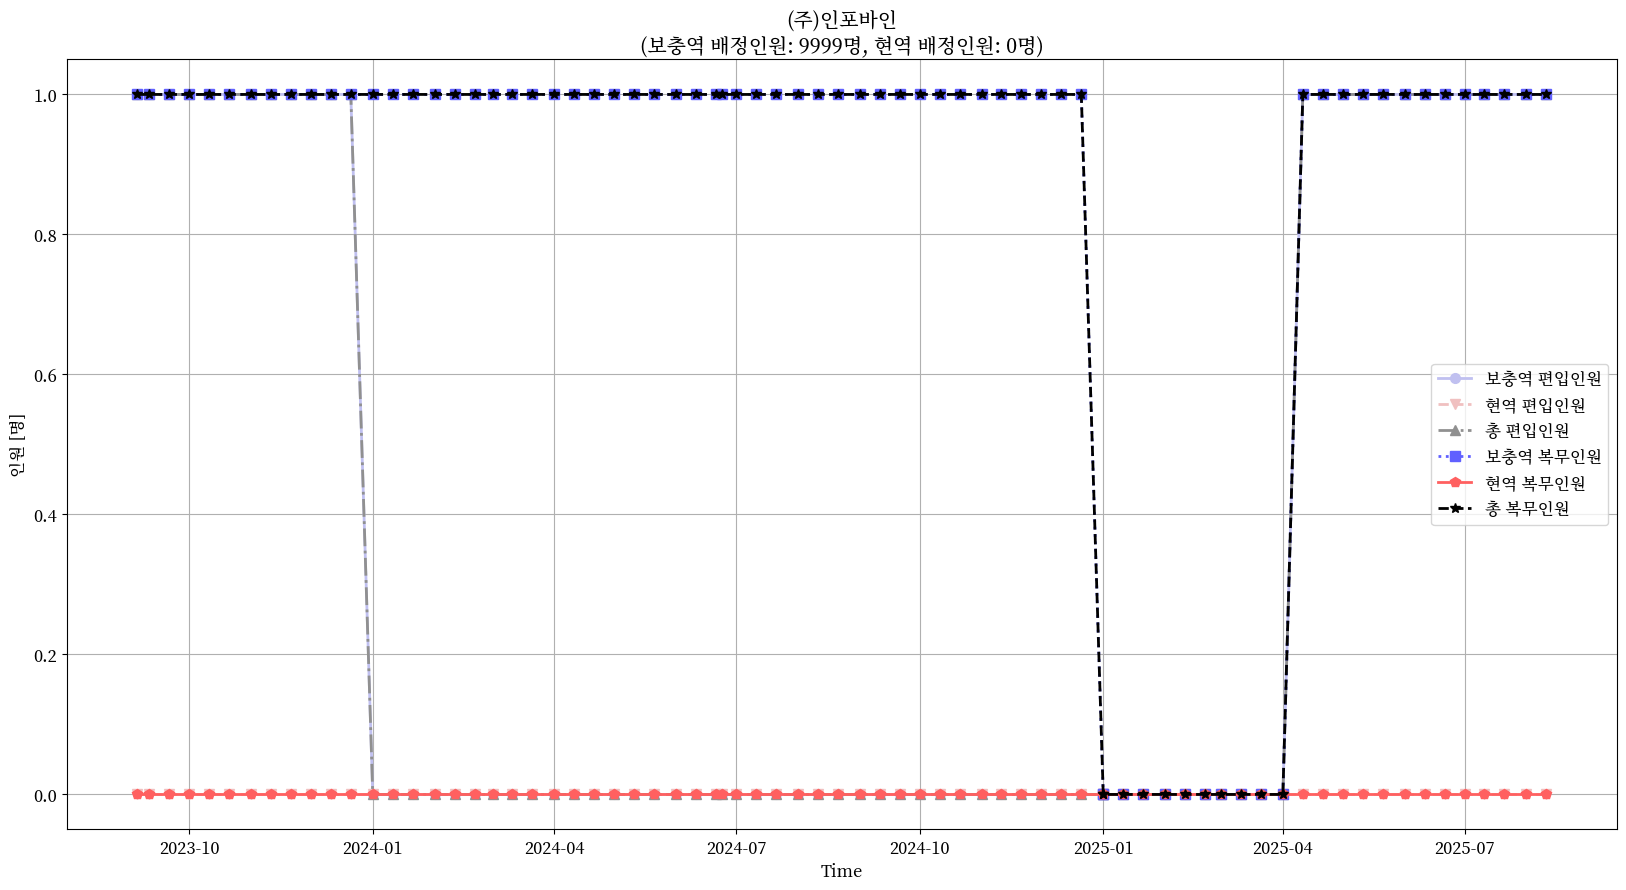 (주)인포바인
(보충역 배정인원: 9999명, 현역 배정인원: 0명)
1.0
0.8
0.6
0.4
0.2
0.0
인원 [명]
보충역 편입인원
현역 편입인원
총 편입인원
보충역 복무인원
현역 복무인원
총 복무인원
2023-10 2024-01 2024-04 2024-07 2024-10 2025-01 2025-04 2025-07
Time